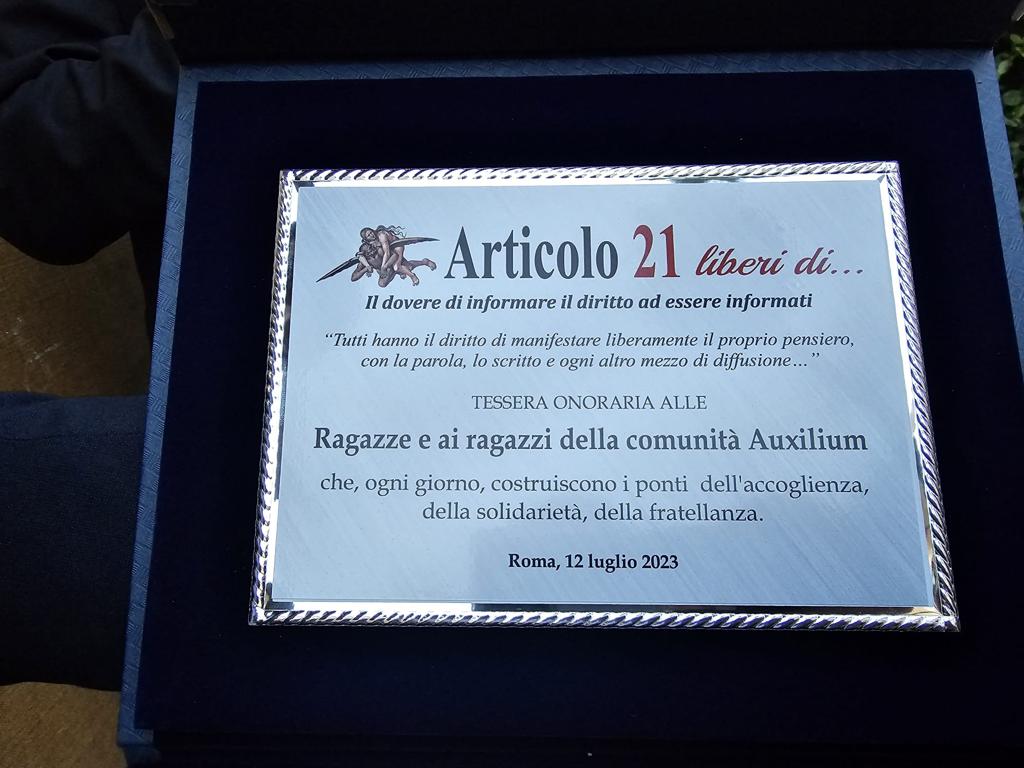 Articolo 21 liberi di...
Il dovere di informare il diritto ad essere informati
“Tutti hanno il diritto di manifestare liberamente il proprio pensiero,
con la parola, lo scritto e ogni altro mezzo di diffusione...”
TESSERA ONORARIA ALLE
Ragazze e ai ragazzi della comunità Auxilium
che, ogni giorno, costruiscono i ponti dell'accoglienza,
della solidarietà, della fratellanza.
Roma, 12 luglio 2023